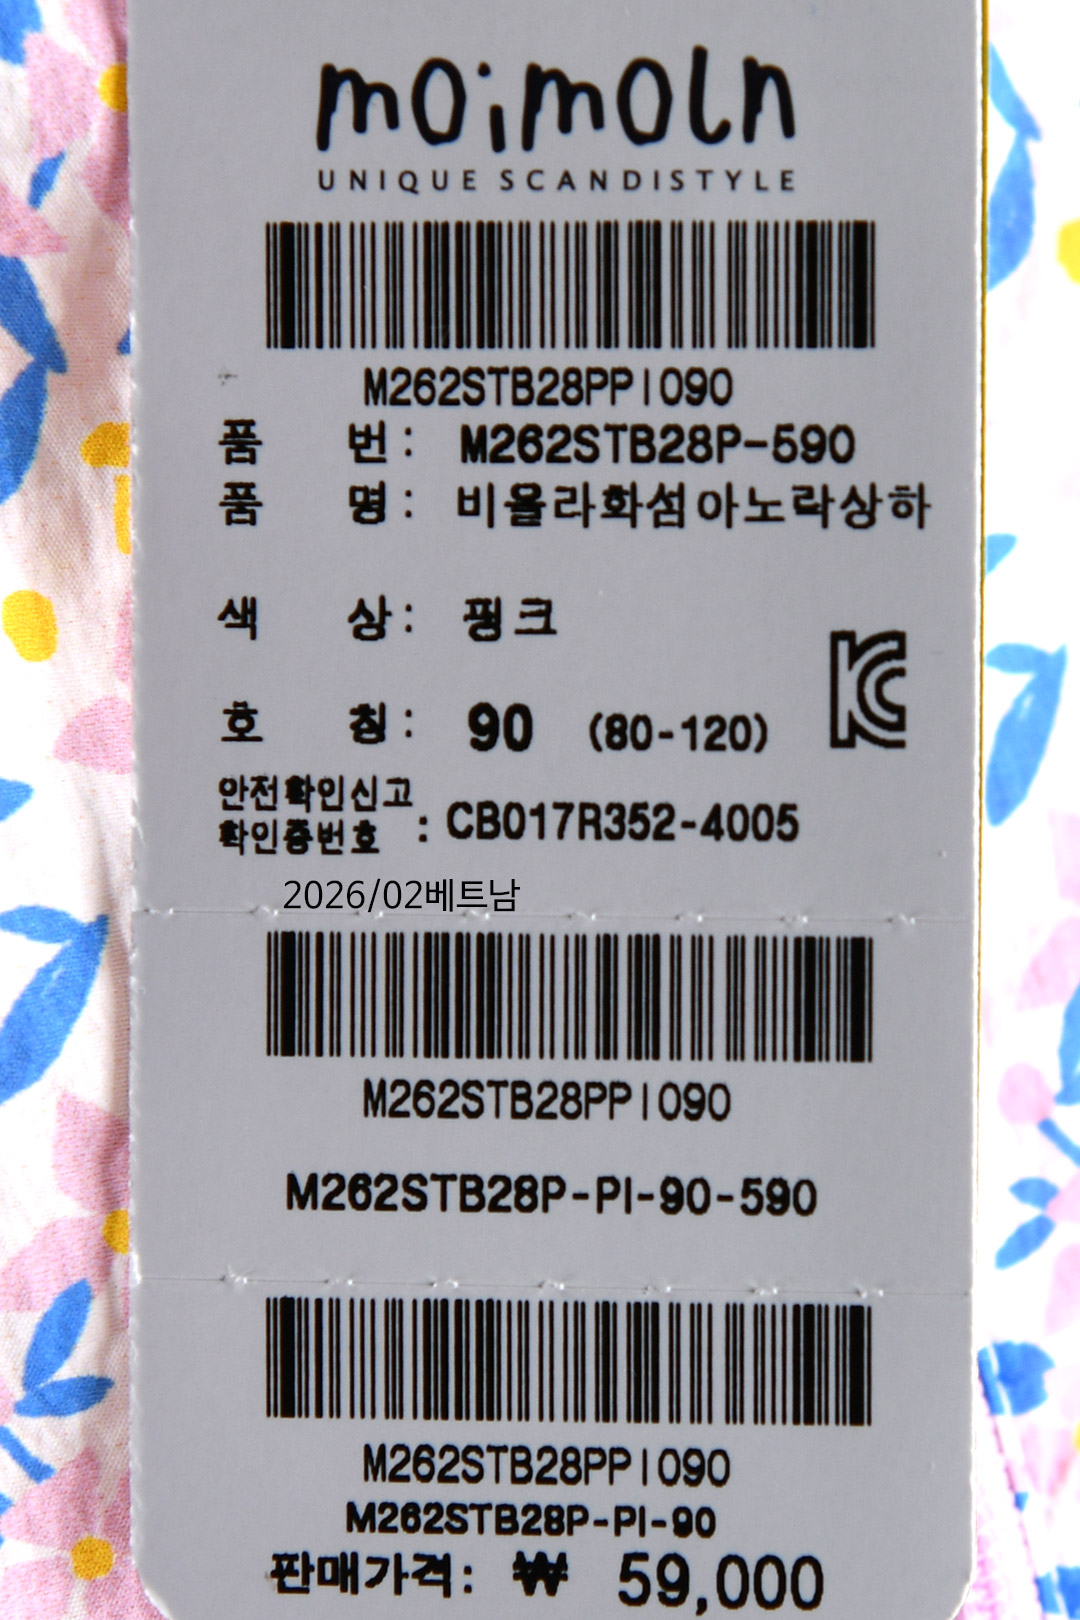 moimoln
UNIQUE SCANDISTYLE
M262STB28PPI090
품 번 : M262STB28P-590
품 명 : 비욜라화섬아노락상하
색 상 : 핑크
호 칭 : 90 (80-120)
안전확인신고
확인증번호 : CB017R352-4005
2026/02베트남
M262STB28PPI090
M262STB28P-PI-90-590
M262STB28PPI090
M262STB28P-PI-90
판매가격: ₩ 59,000